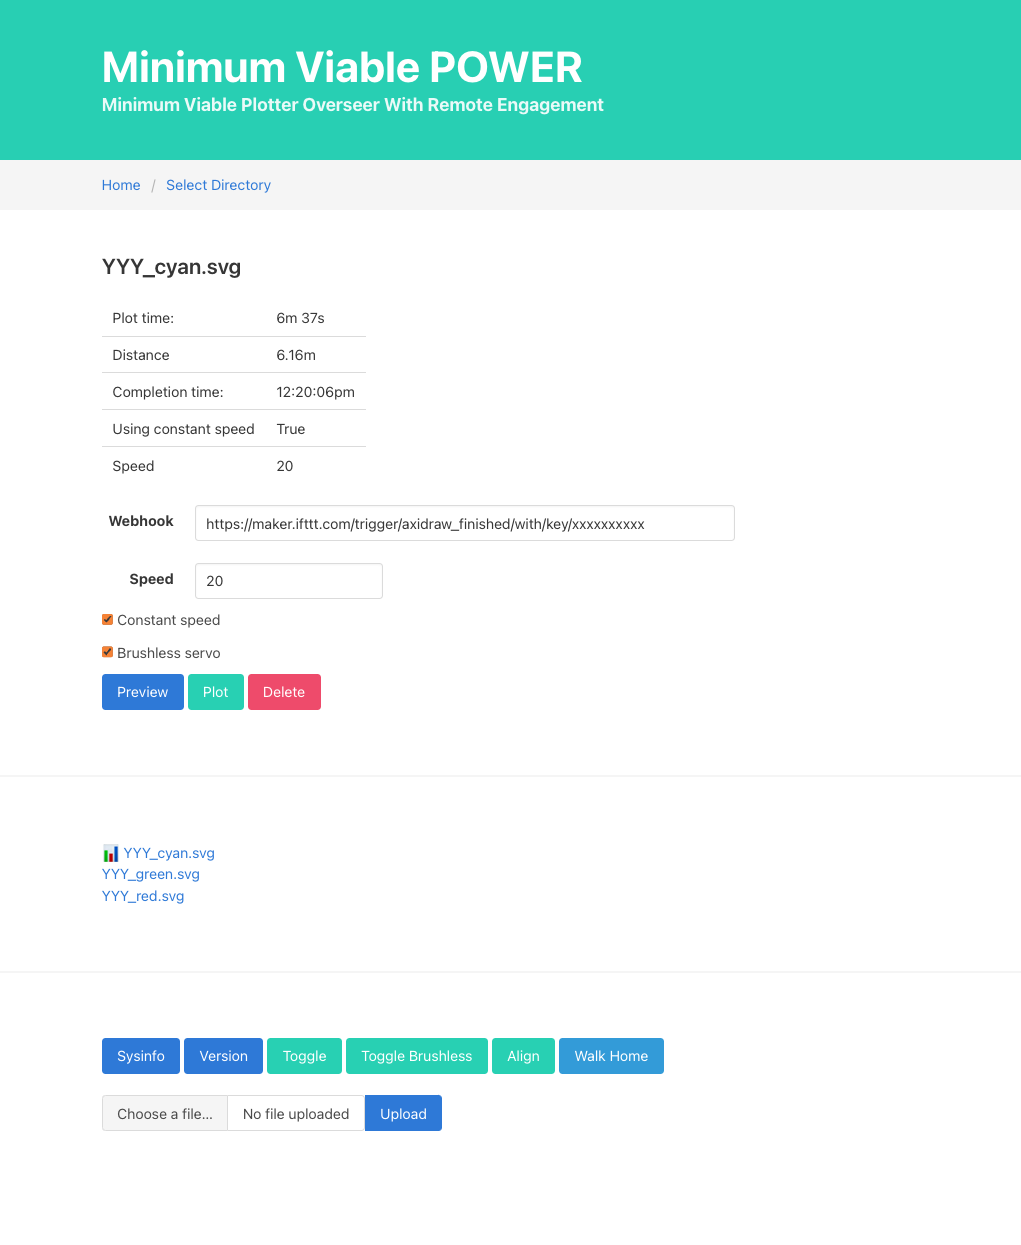 Minimum Viable POWER
Minimum Viable Plotter Overseer With Remote Engagement
Home / Select Directory
YYY_cyan.svg
Plot time: 6m 37s
Distance 6.16m
Completion time: 12:20:06pm
Using constant speed True
Speed 20
Webhook https://maker.ifttt.com/trigger/axidraw_finished/with/key/xxxxxxxxxx
Speed 20
Constant speed
Brushless servo
Preview Plot Delete
YYY_cyan.svg
YYY_green.svg
YYY_red.svg
Sysinfo Version Toggle Toggle Brushless Align Walk Home
Choose a file... No file uploaded Upload